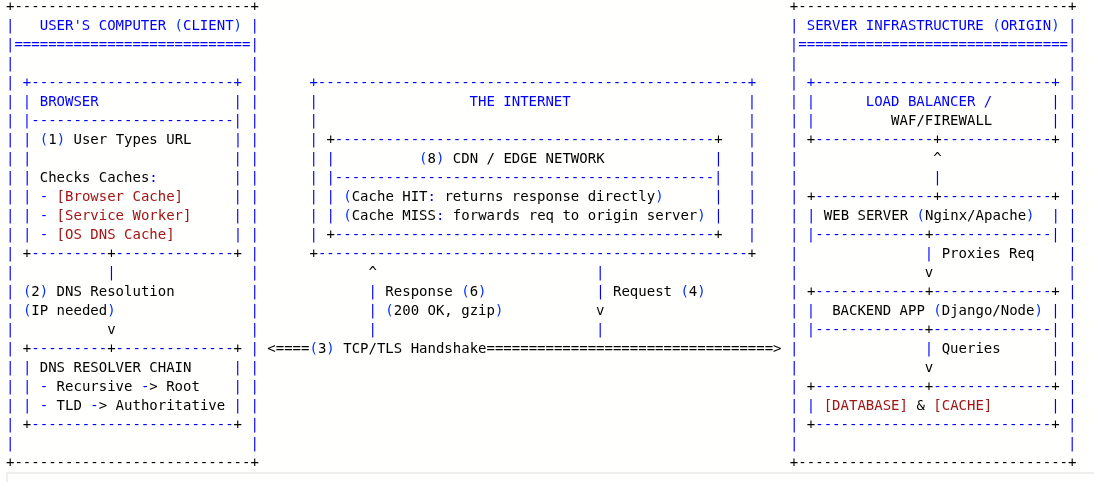 USER'S COMPUTER (CLIENT)
BROWSER
(1) User Types URL
Checks Caches:
- [Browser Cache]
- [Service Worker]
- [OS DNS Cache]
(2) DNS Resolution
(IP needed)
v
DNS RESOLVER CHAIN
- Recursive -> Root
- TLD -> Authoritative
THE INTERNET
(8) CDN / EDGE NETWORK
(Cache HIT: returns response directly)
(Cache MISS: forwards req to origin server)
^
Response (6)
(200 OK, gzip)
Request (4)
v
<====(3) TCP/TLS Handshake==================================>
SERVER INFRASTRUCTURE (ORIGIN)
LOAD BALANCER /
WAF/FIREWALL
^
WEB SERVER (Nginx/Apache)
Proxies Req
v
BACKEND APP (Django/Node)
Queries
v
[DATABASE] & [CACHE]